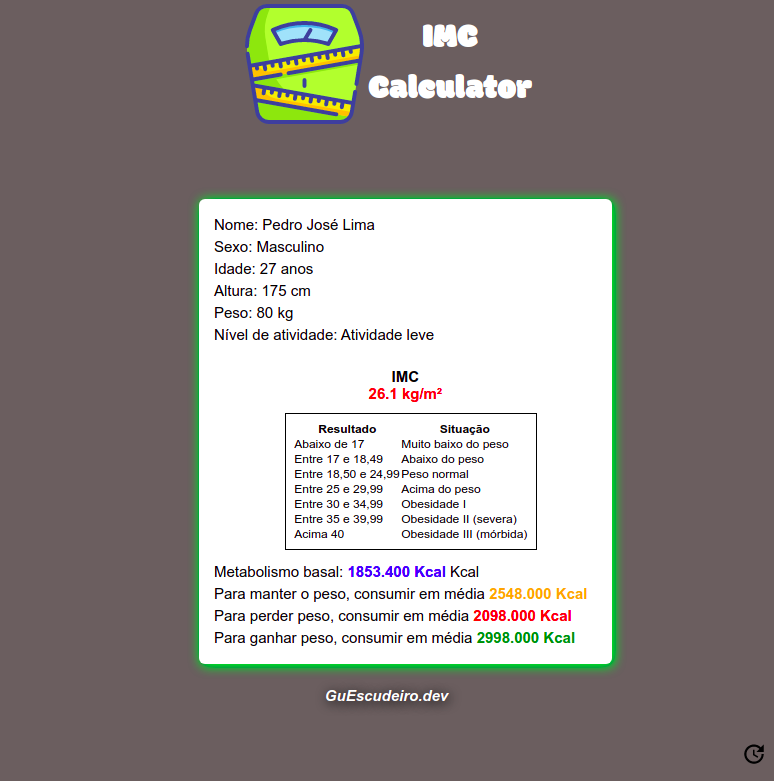 IMC
Calculator
Nome: Pedro José Lima
Sexo: Masculino
Idade: 27 anos
Altura: 175 cm
Peso: 80 kg
Nível de atividade: Atividade leve
IMC
26.1 kg/m²
Resultado Situação
Abaixo de 17 Muito baixo do peso
Entre 17 e 18,49 Abaixo do peso
Entre 18,50 e 24,99 Peso normal
Entre 25 e 29,99 Acima do peso
Entre 30 e 34,99 Obesidade I
Entre 35 e 39,99 Obesidade II (severa)
Acima 40 Obesidade III (mórbida)
Metabolismo basal: 1853.400 Kcal Kcal
Para manter o peso, consumir em média 2548.000 Kcal
Para perder peso, consumir em média 2098.000 Kcal
Para ganhar peso, consumir em média 2998.000 Kcal
GuEscudeiro.dev